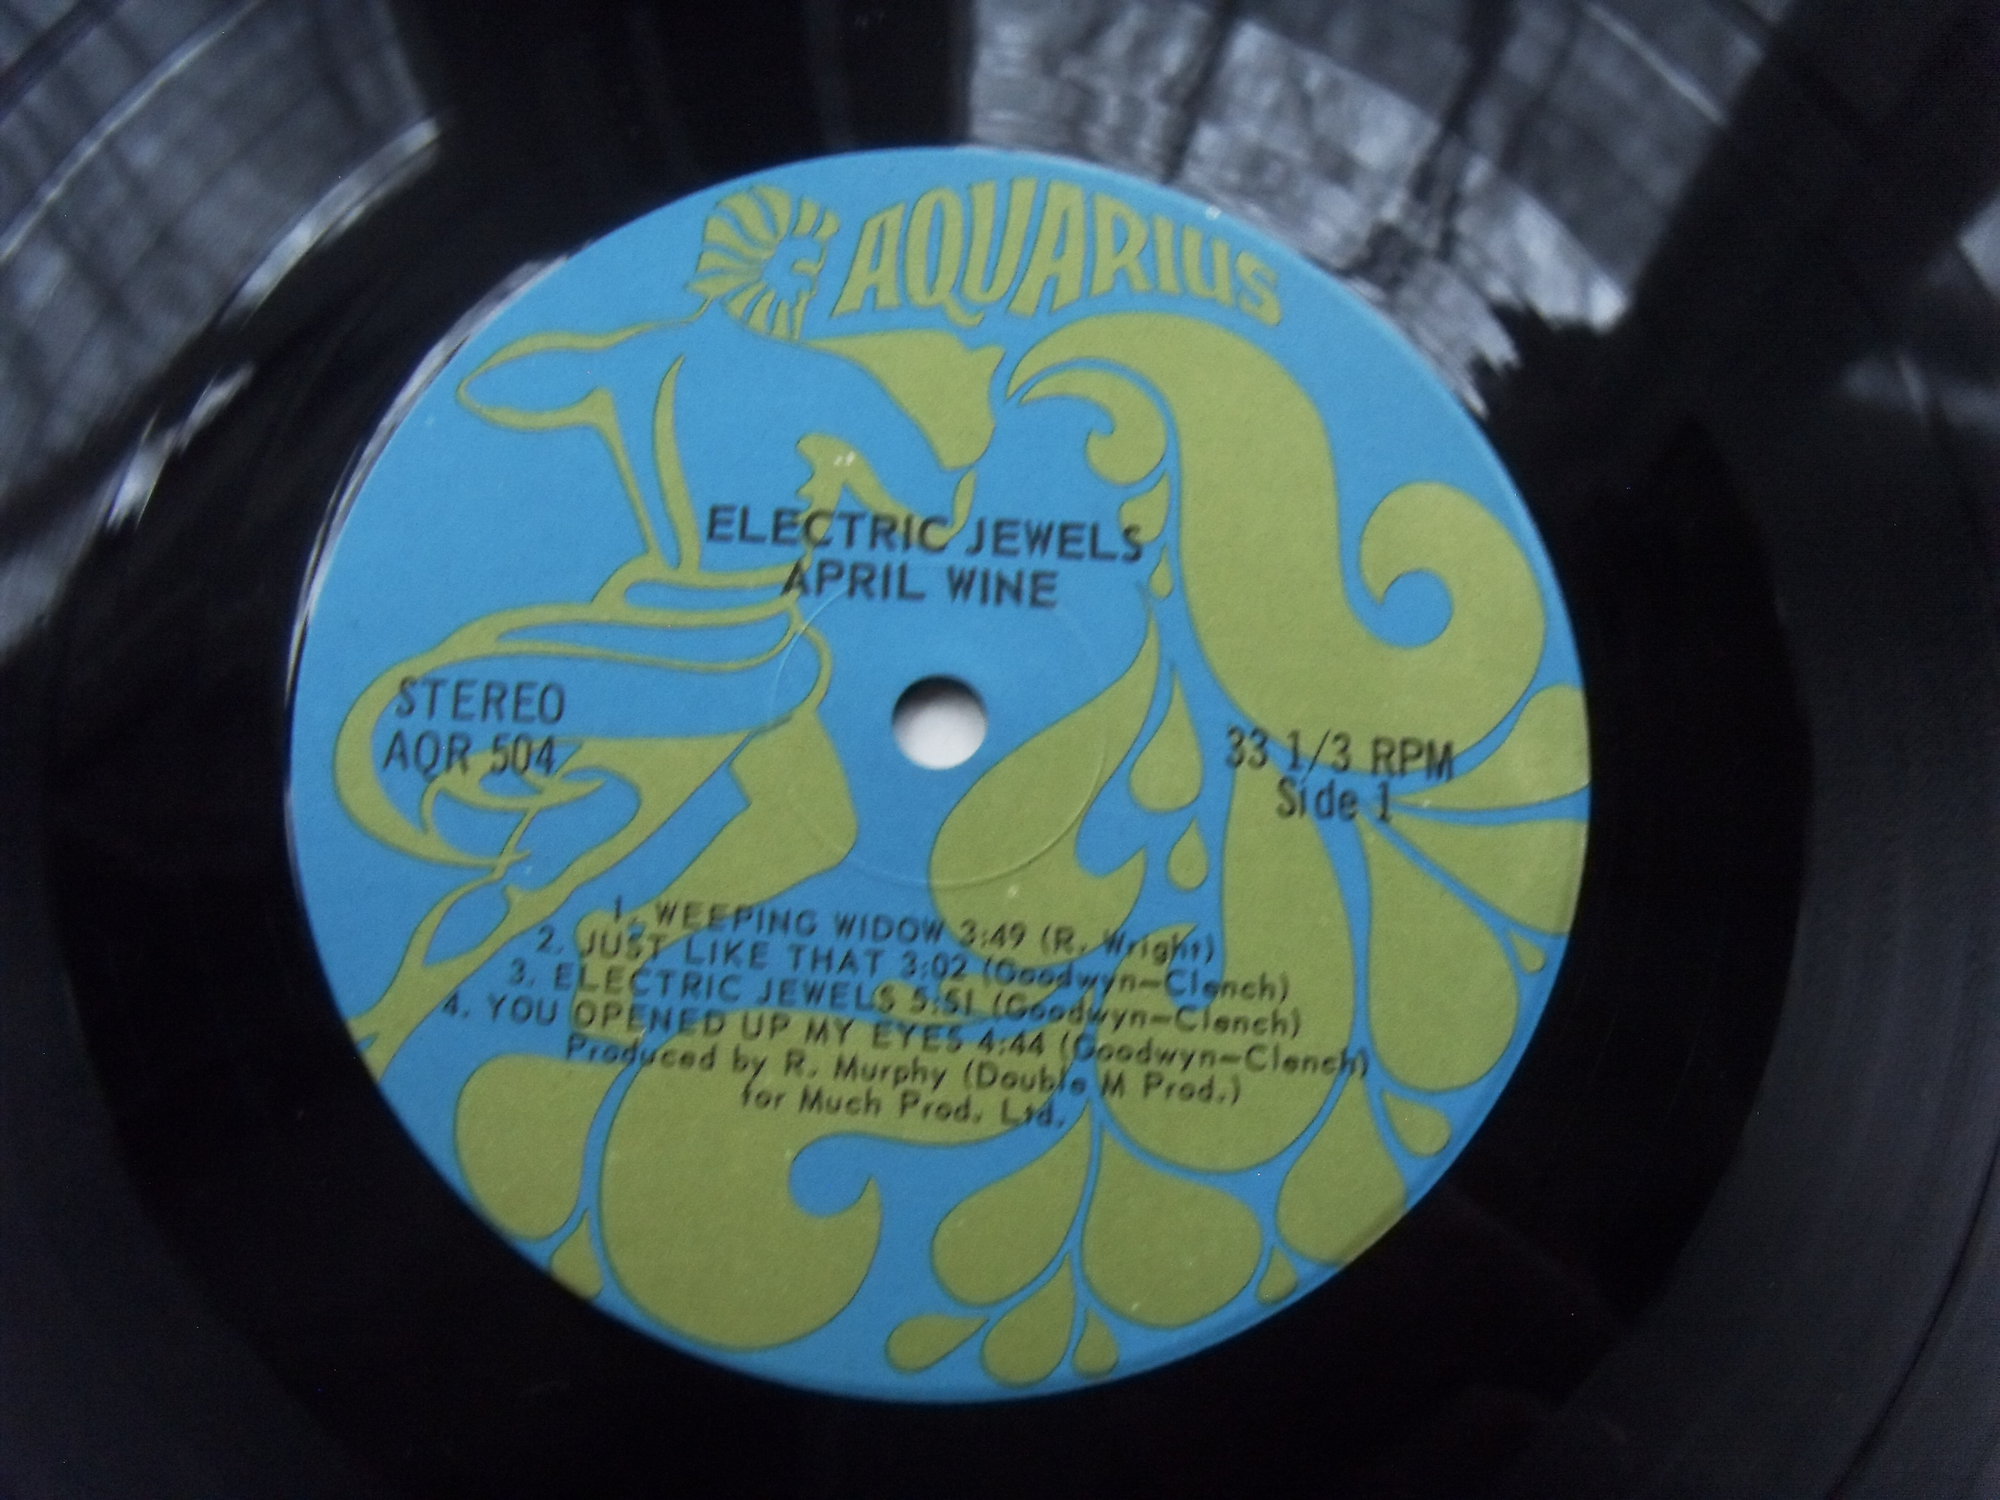 AQUARIUS
ELECTRIC JEWELS
APRIL WINE
STEREO
AQR 504
33 1/3 RPM
Side 1
1. WEEPING WIDOW 3:49 (R. Wright)
2. JUST LIKE THAT 3:02 (Goodwyn-Clench)
3. ELECTRIC JEWELS 5:51 (Goodwyn-Clench)
4. YOU OPENED UP MY EYES 4:44 (Goodwyn-Clench)
Produced by R. Murphy (Double M Prod.)
for Much Prod. Ltd.